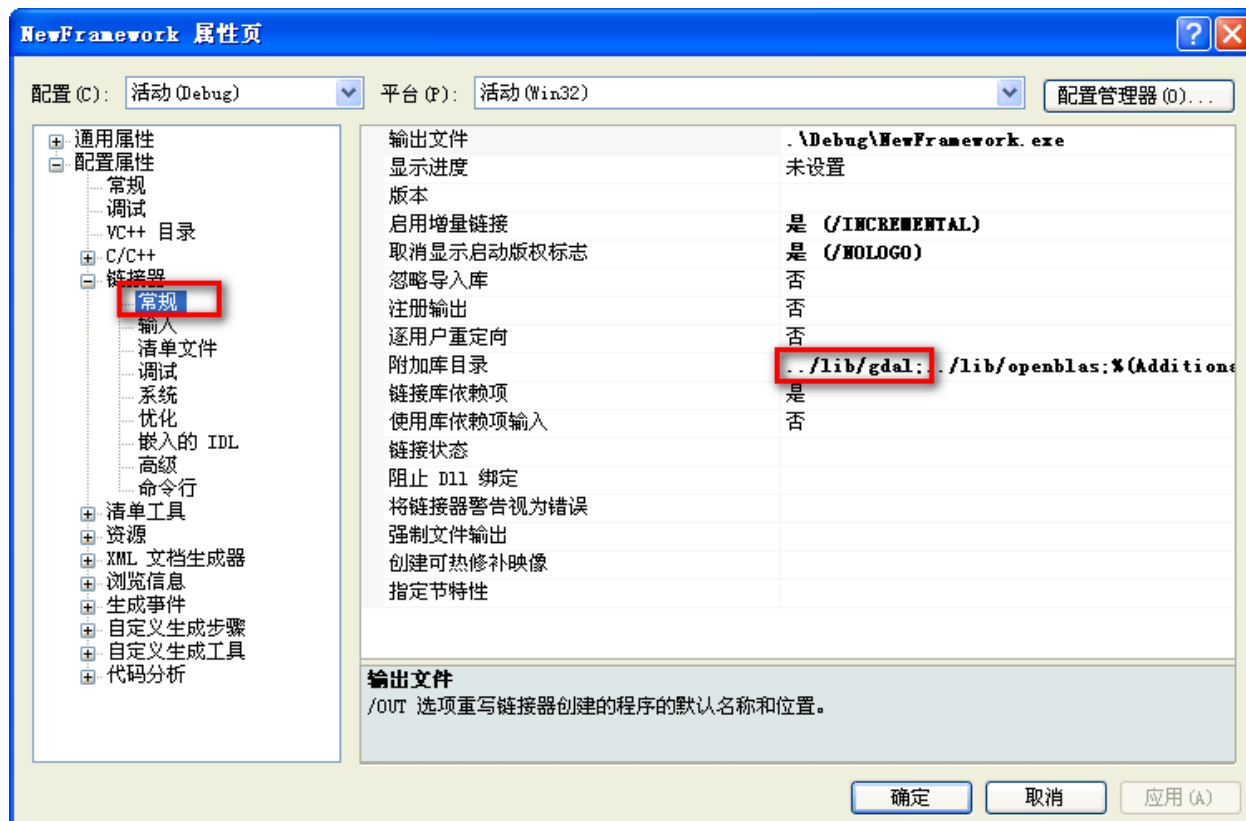 NewFramework 属性页
配置(C): 活动(Debug) 平台(P): 活动(Win32) 配置管理器(O)...
通用属性
配置属性
常规
调试
VC++ 目录
C/C++
链接器
常规
输入
清单文件
调试
系统
优化
嵌入的 IDL
高级
命令行
清单工具
资源
XML 文档生成器
浏览信息
生成事件
自定义生成步骤
自定义生成工具
代码分析
输出文件 .\Debug\NewFramework.exe
显示进度 未设置
版本
启用增量链接 是 (/INCREMENTAL)
取消显示启动版权标志 是 (/NOLOGO)
忽略导入库 否
注册输出 否
逐用户重定向 否
附加库目录 ../lib/gdal;../lib/openblas;%(Additiona
链接库依赖项 是
使用库依赖项输入 否
链接状态
阻止 Dll 绑定
将链接器警告视为错误
强制文件输出
创建可热修补映像
指定节特性
输出文件
/OUT 选项重写链接器创建的程序的默认名称和位置。
确定 取消 应用(A)